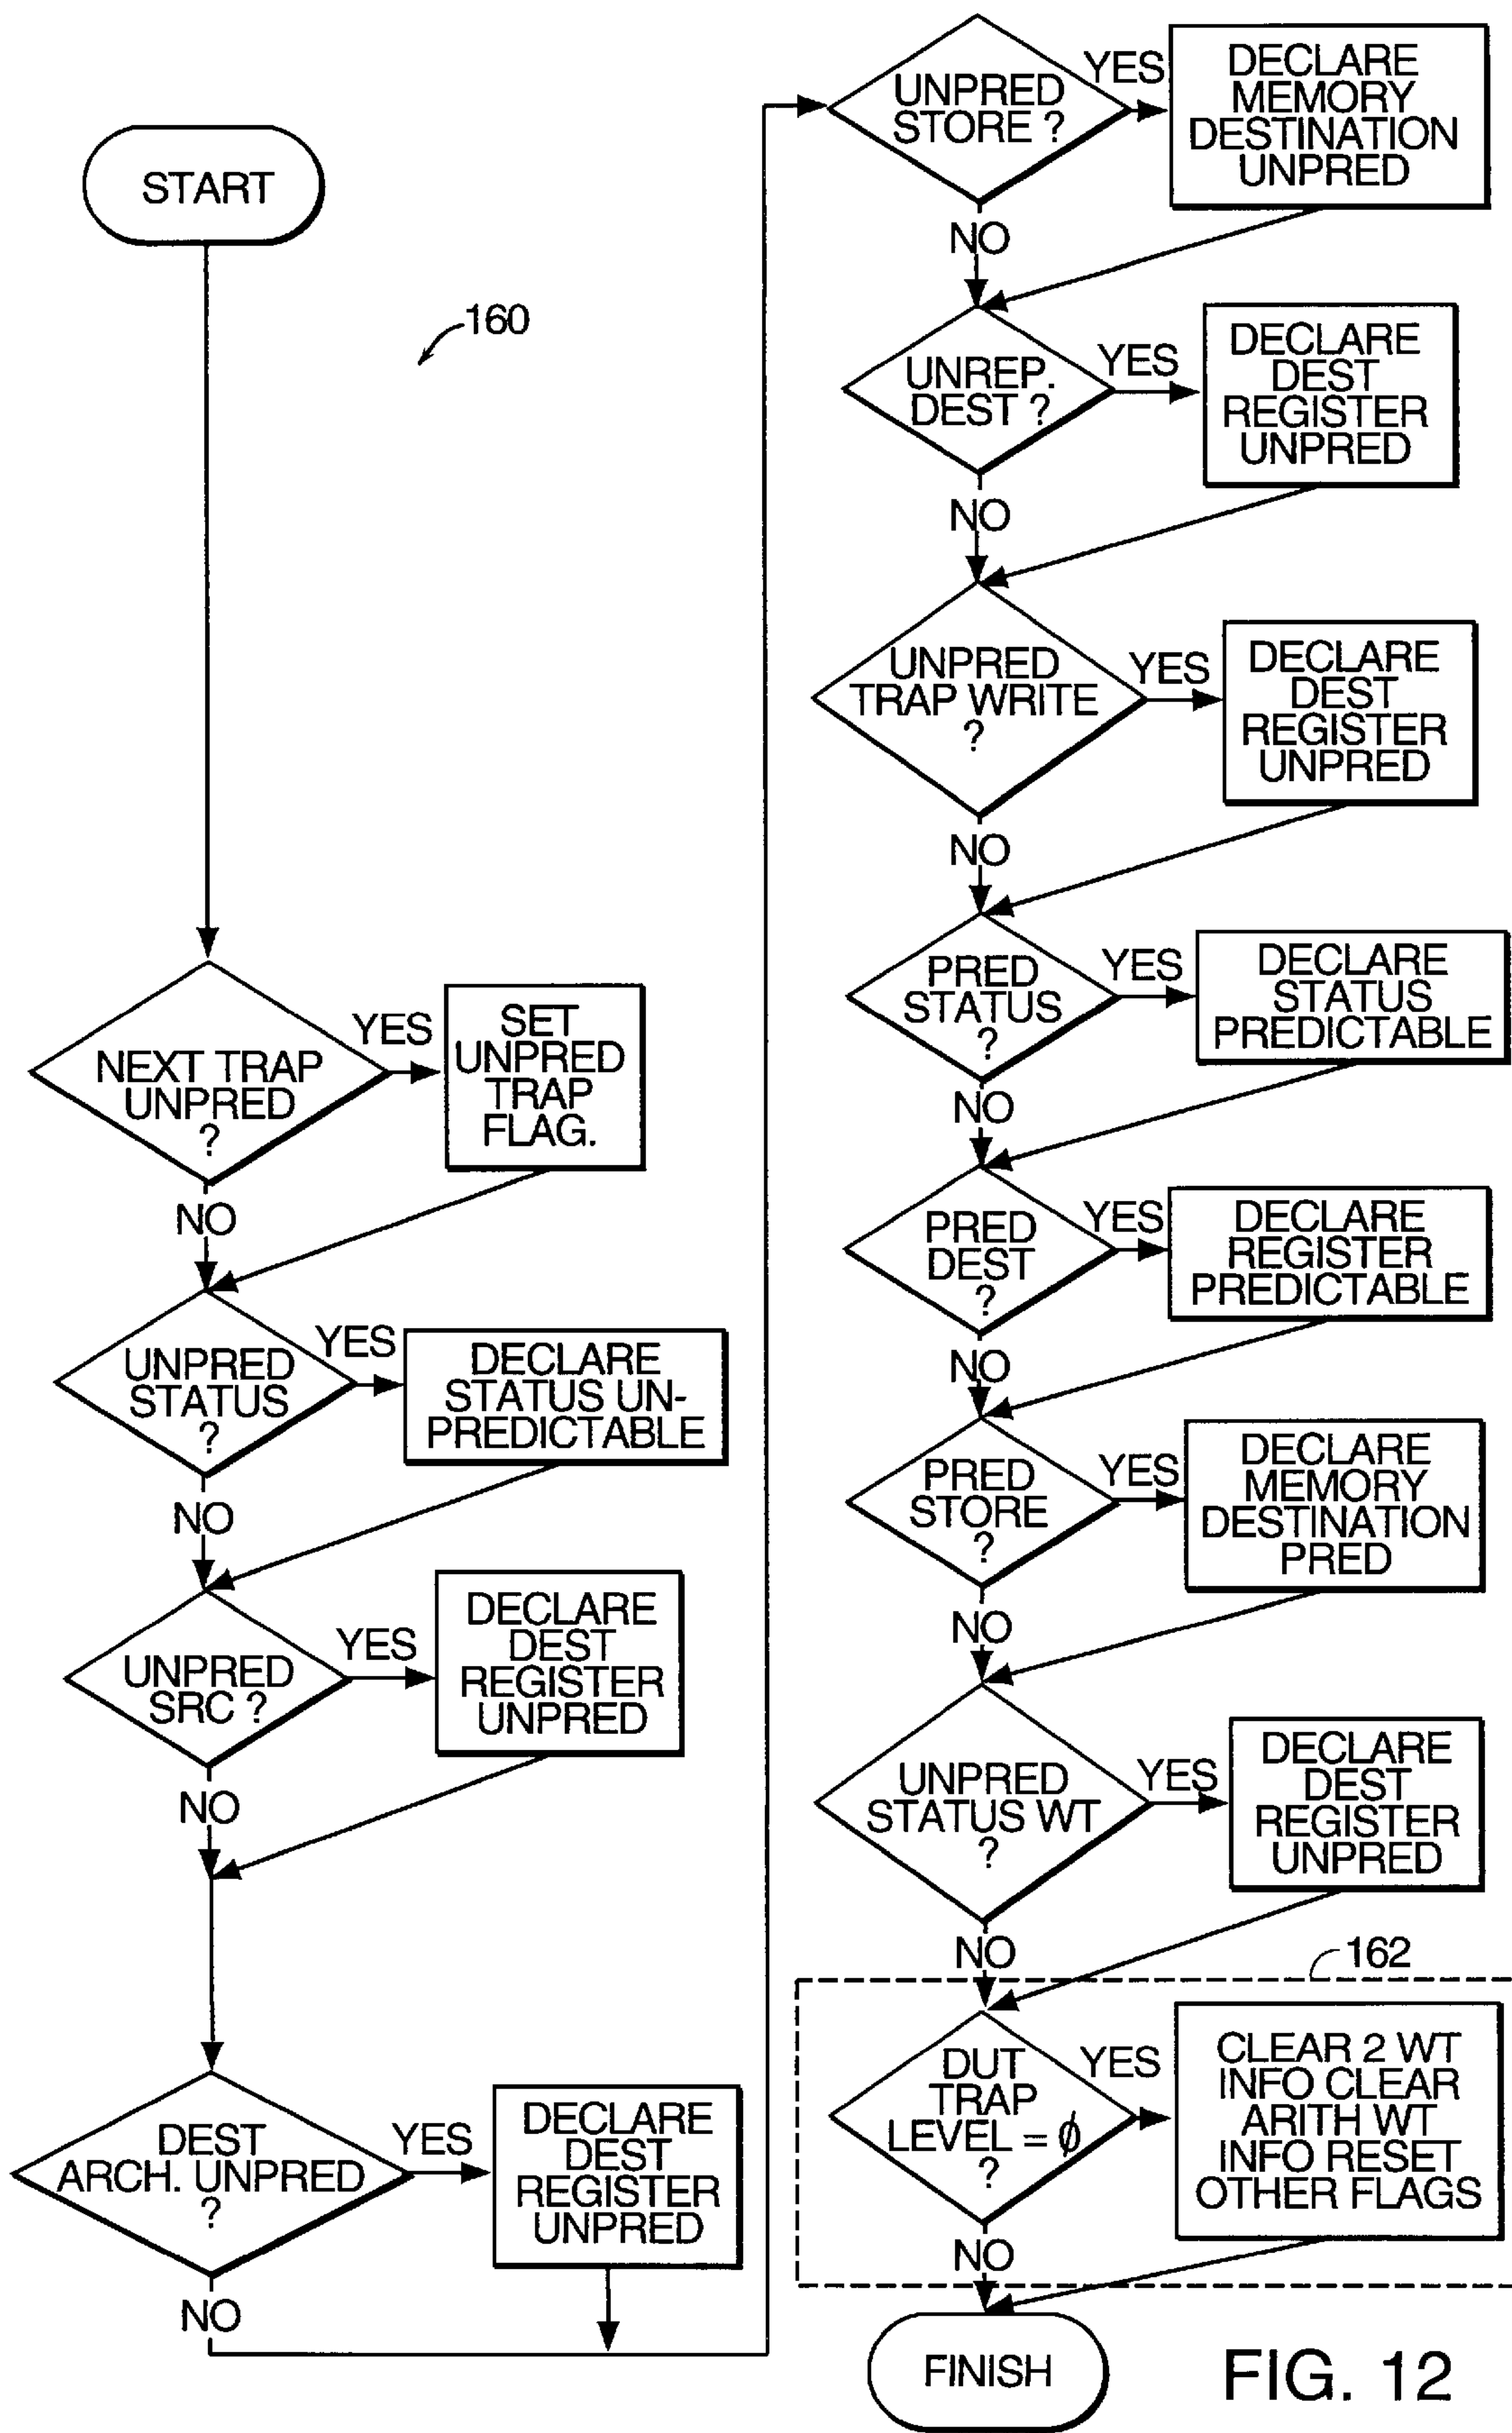 START
160
NEXT TRAP
UNPRED
?
YES
SET
UNPRED
TRAP
FLAG.
NO
UNPRED
STATUS
?
YES
DECLARE
STATUS UN-
PREDICTABLE
NO
UNPRED
SRC ?
YES
DECLARE
DEST
REGISTER
UNPRED
NO
DEST
ARCH. UNPRED
?
YES
DECLARE
DEST
REGISTER
UNPRED
NO
UNPRED
STORE ?
YES
DECLARE
MEMORY
DESTINATION
UNPRED
NO
UNREP.
DEST ?
YES
DECLARE
DEST
REGISTER
UNPRED
NO
UNPRED
TRAP WRITE
?
YES
DECLARE
DEST
REGISTER
UNPRED
NO
PRED
STATUS
?
YES
DECLARE
STATUS
PREDICTABLE
NO
PRED
DEST
?
YES
DECLARE
REGISTER
PREDICTABLE
NO
PRED
STORE
?
YES
DECLARE
MEMORY
DESTINATION
PRED
NO
UNPRED
STATUS WT
?
YES
DECLARE
DEST
REGISTER
UNPRED
NO
162
DUT
TRAP
LEVEL = ϕ
?
YES
CLEAR 2 WT
INFO CLEAR
ARITH WT
INFO RESET
OTHER FLAGS
NO
FINISH
FIG. 12